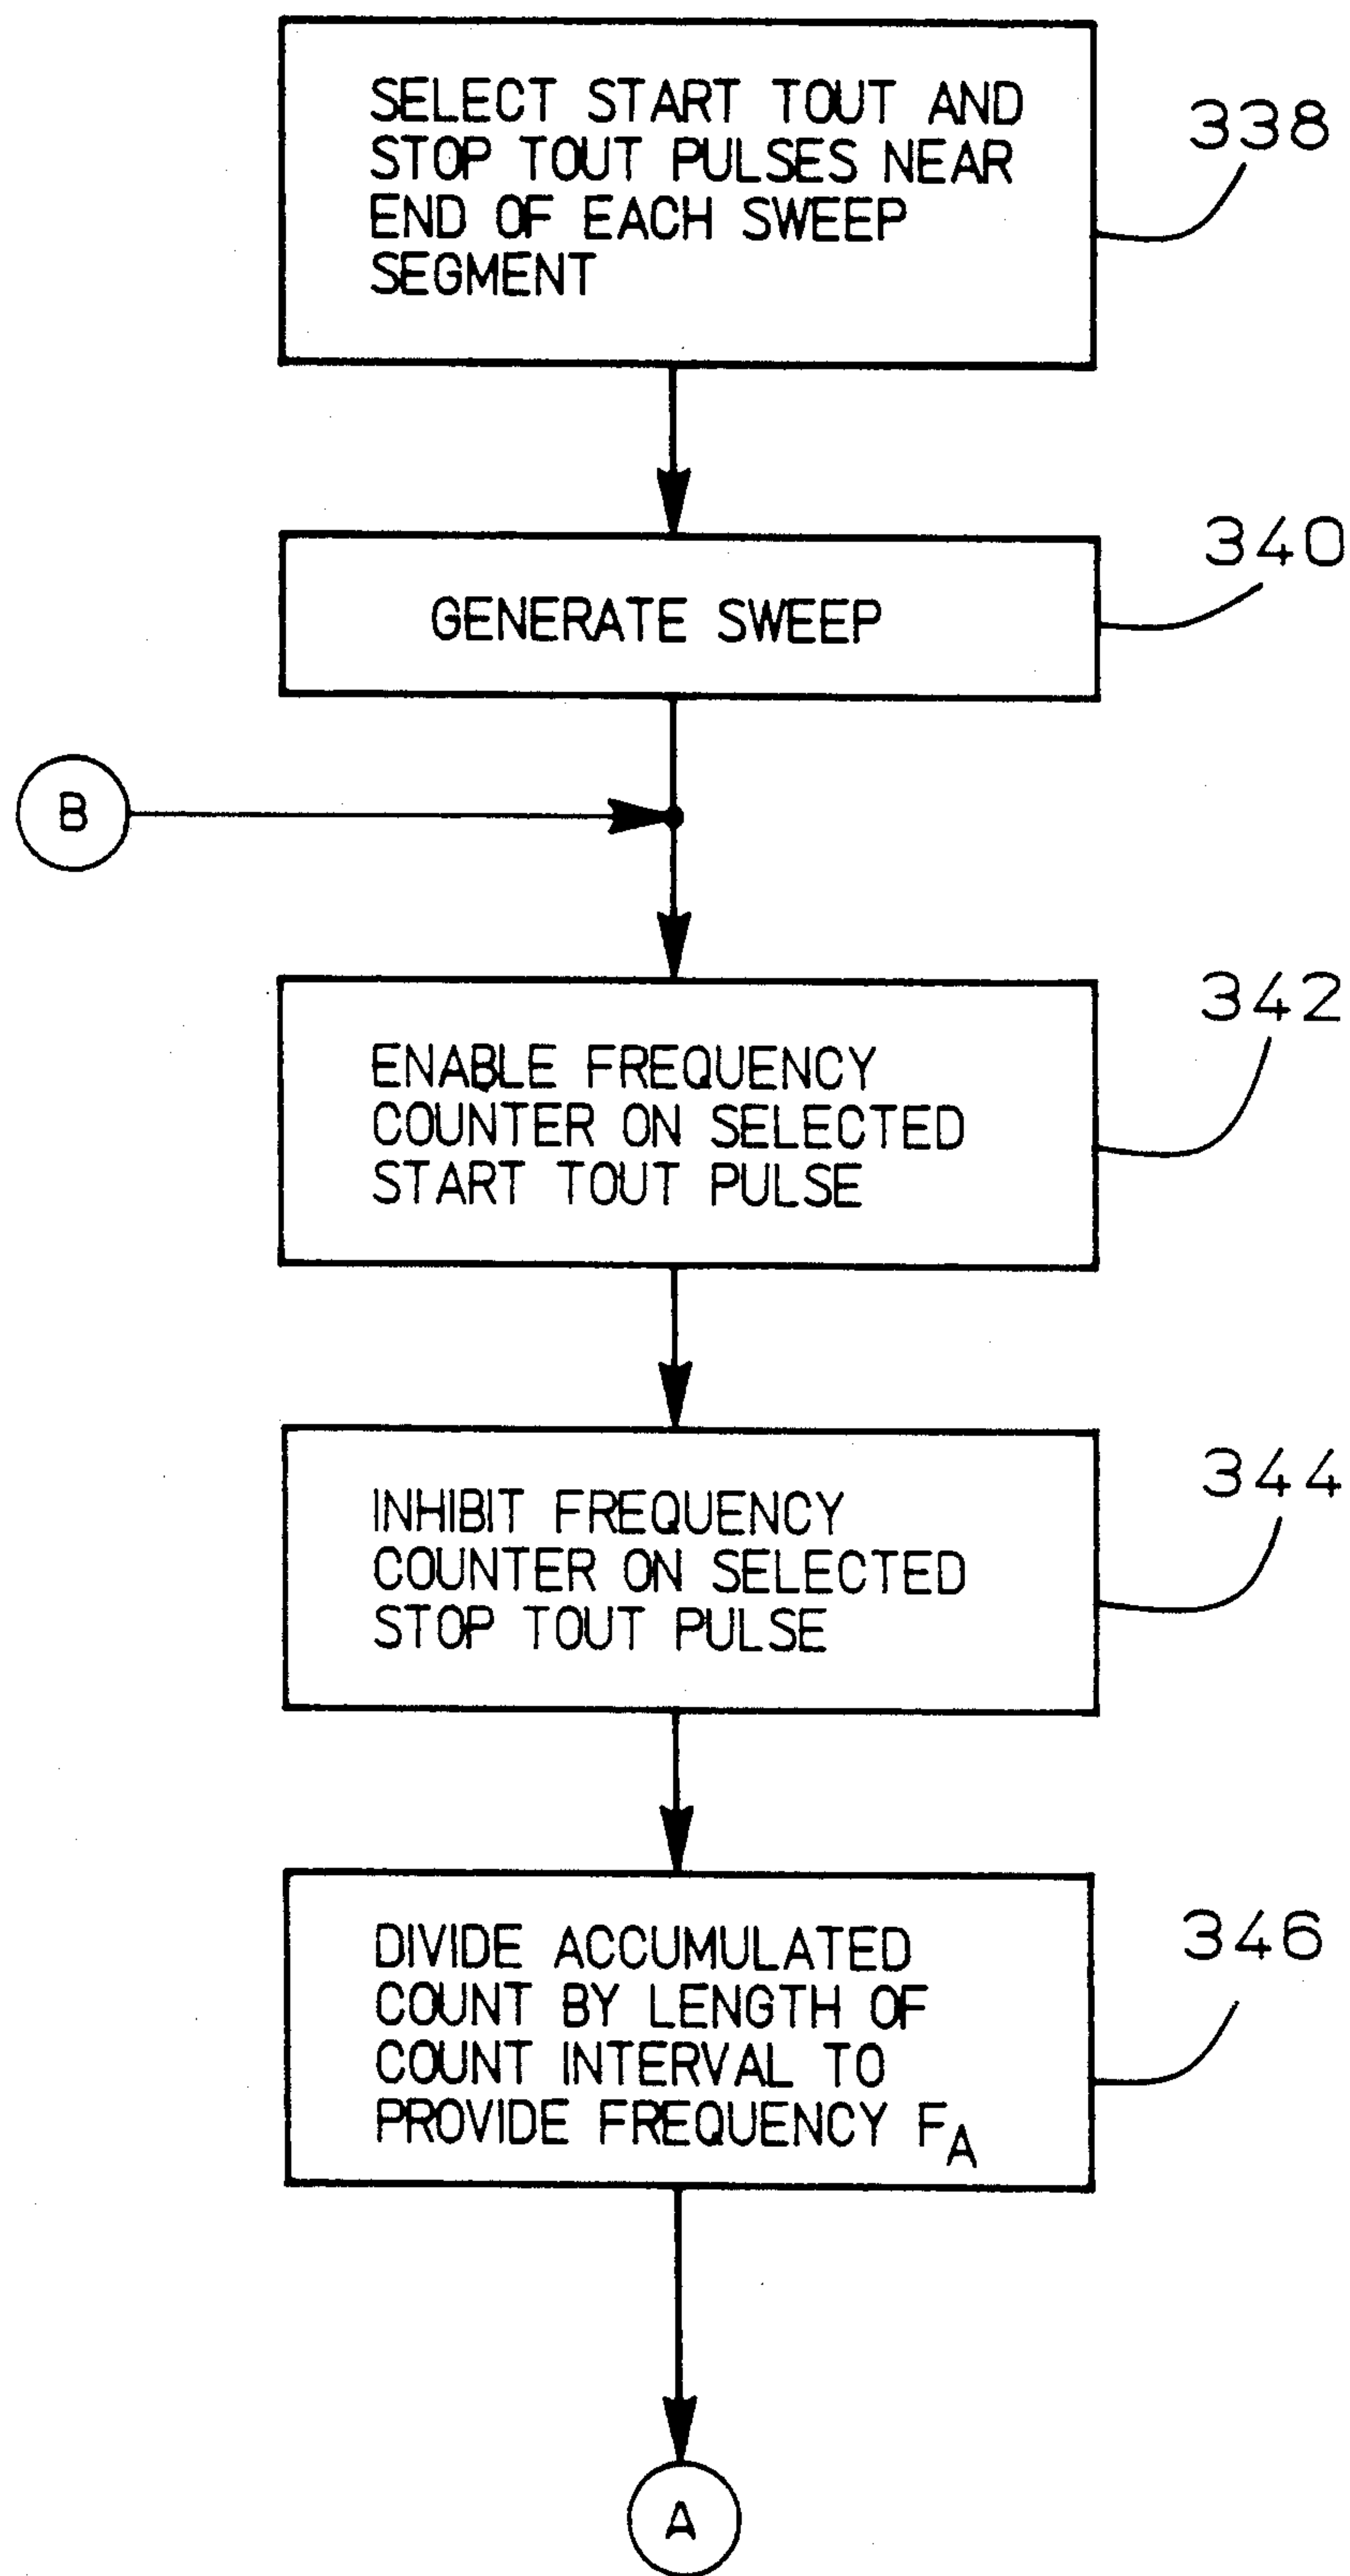 SELECT START TOUT AND
STOP TOUT PULSES NEAR
END OF EACH SWEEP
SEGMENT
338
340
GENERATE SWEEP
B
342
ENABLE FREQUENCY
COUNTER ON SELECTED
START TOUT PULSE
344
INHIBIT FREQUENCY
COUNTER ON SELECTED
STOP TOUT PULSE
346
DIVIDE ACCUMULATED
COUNT BY LENGTH OF
COUNT INTERVAL TO
PROVIDE FREQUENCY FA
A